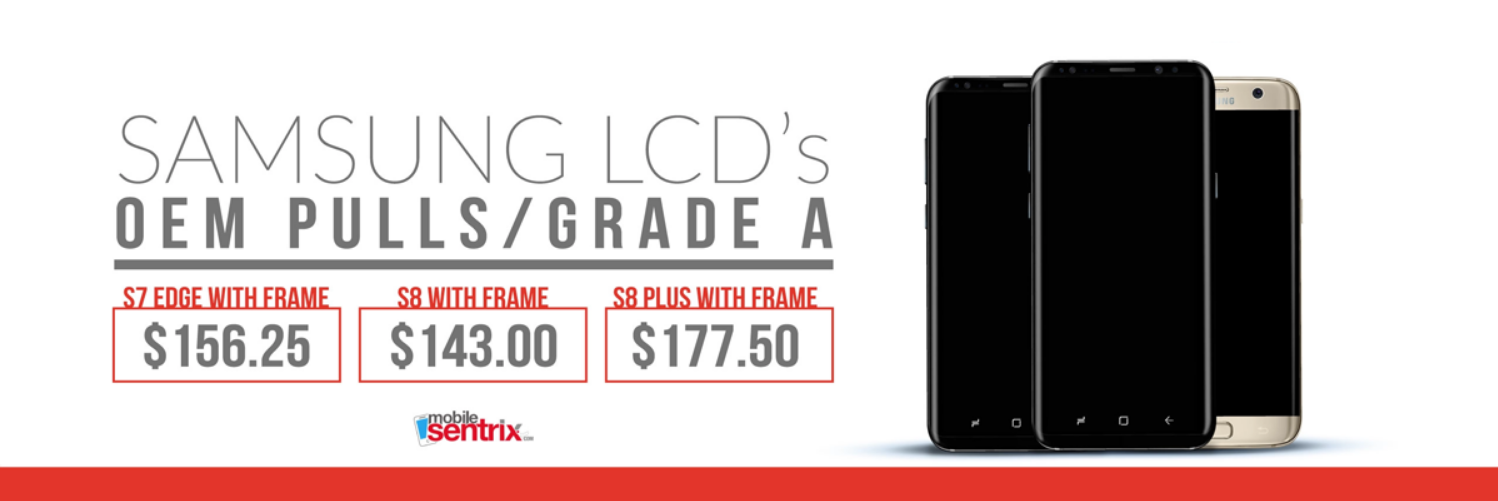 SAMSUNG LCD's
OEM PULLS/GRADE A
S7 EDGE WITH FRAME
$156.25
S8 WITH FRAME
$143.00
S8 PLUS WITH FRAME
$177.50
mobile
sentrix